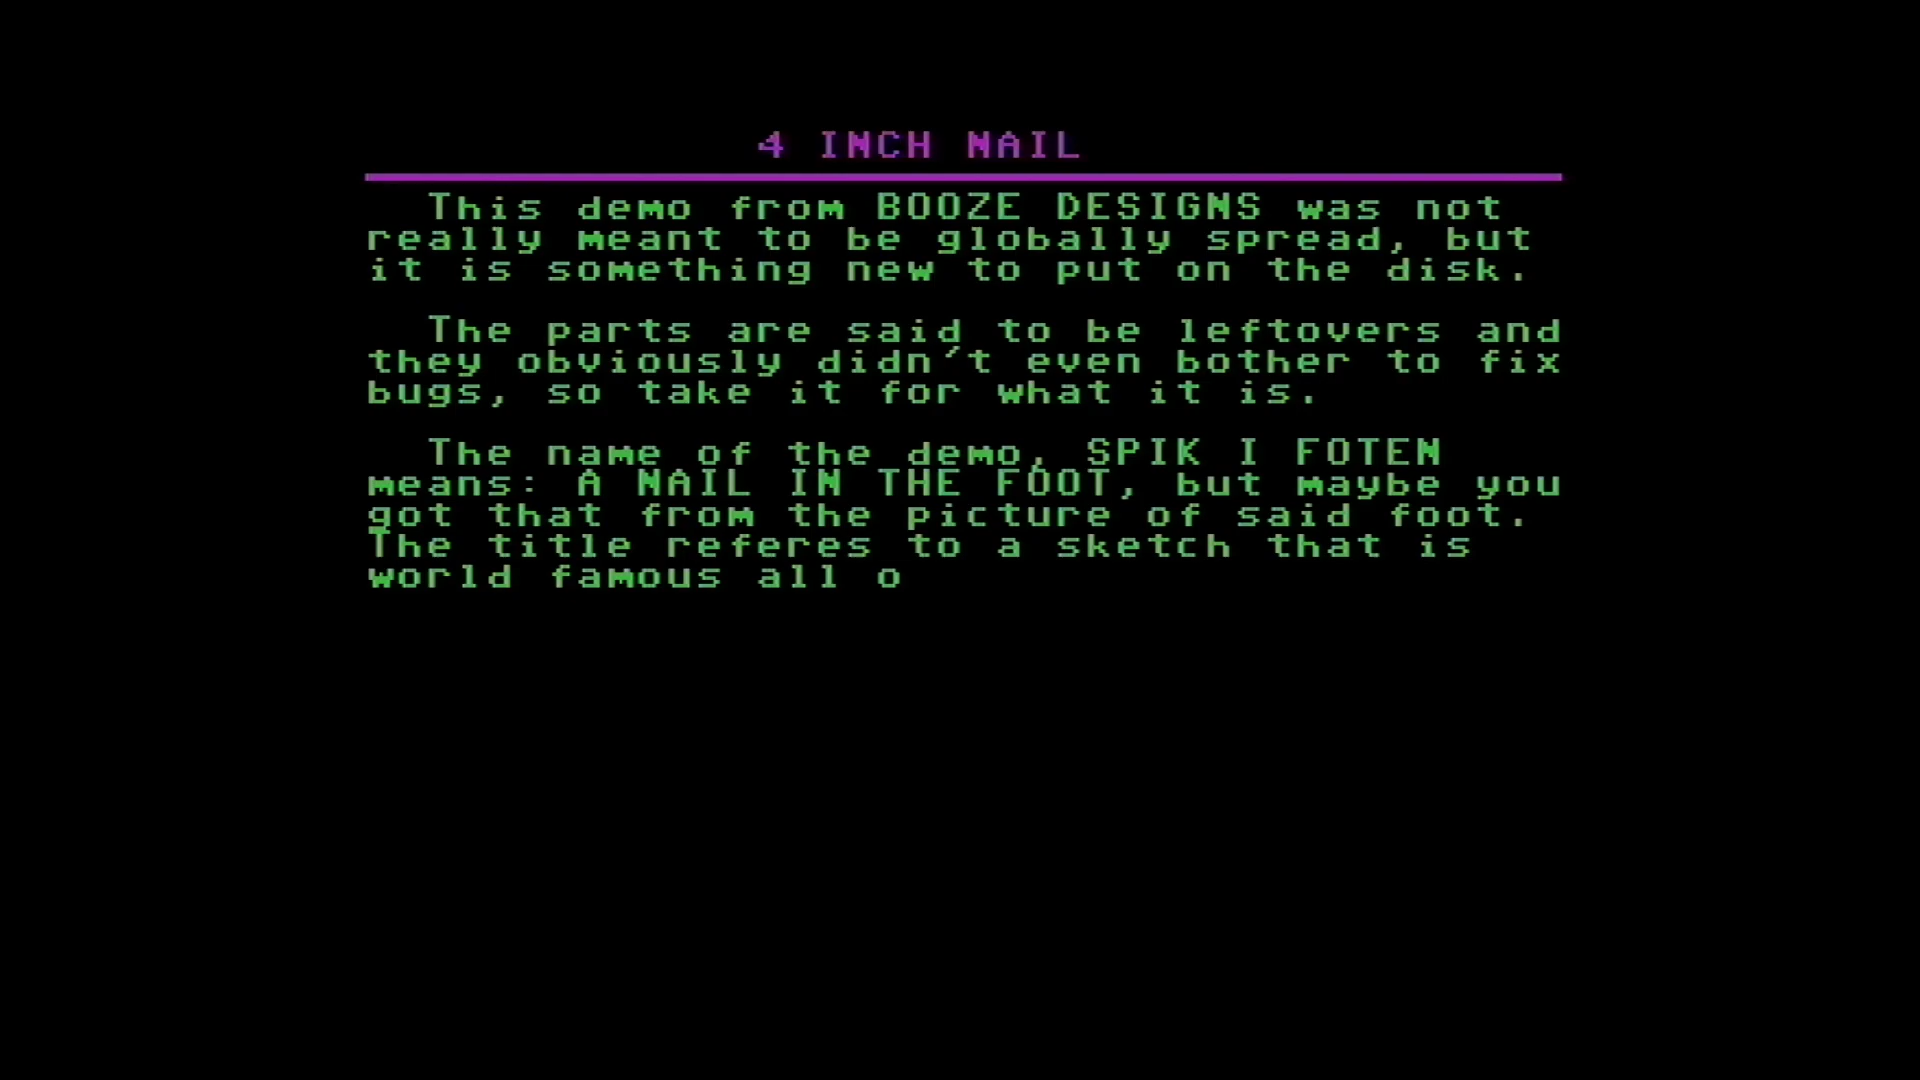 4 INCH NAIL
This demo from BOOZE DESIGNS was not
really meant to be globally spread, but
it is something new to put on the disk.
The parts are said to be leftovers and
they obviously didn't even bother to fix
bugs, so take it for what it is.
The name of the demo, SPIK I FOTEN
means: A NAIL IN THE FOOT, but maybe you
got that from the picture of said foot.
The title referes to a sketch that is
world famous all o